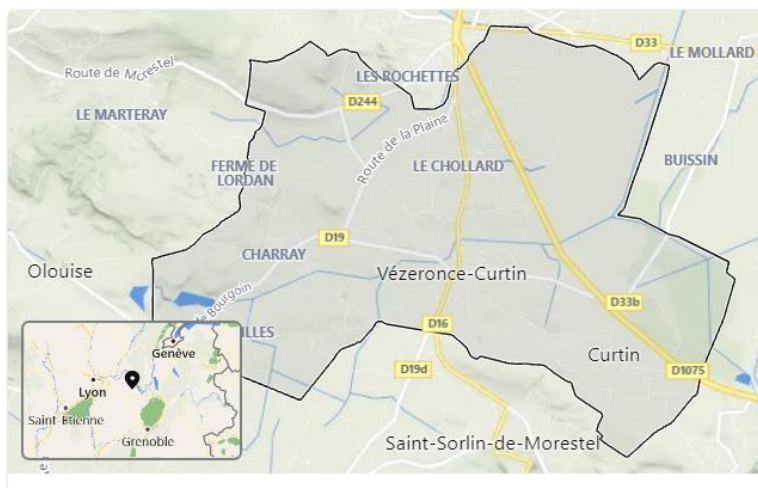 D33
LE MOLLARD
Route de Morestel
LES ROCHETTES
D244
LE MARTERAY
Route de la Plaine
FERME DE
LORDAN
LE CHOLLARD
BUISSIN
D19
CHARRAY
Olouise
Vézeronce-Curtin
de Bourgoin
D33b
D16
ILLES
Genève
Curtin
D19d
D1075
Lyon
Saint-Etienne
Grenoble
Saint-Sorlin-de-Morestel